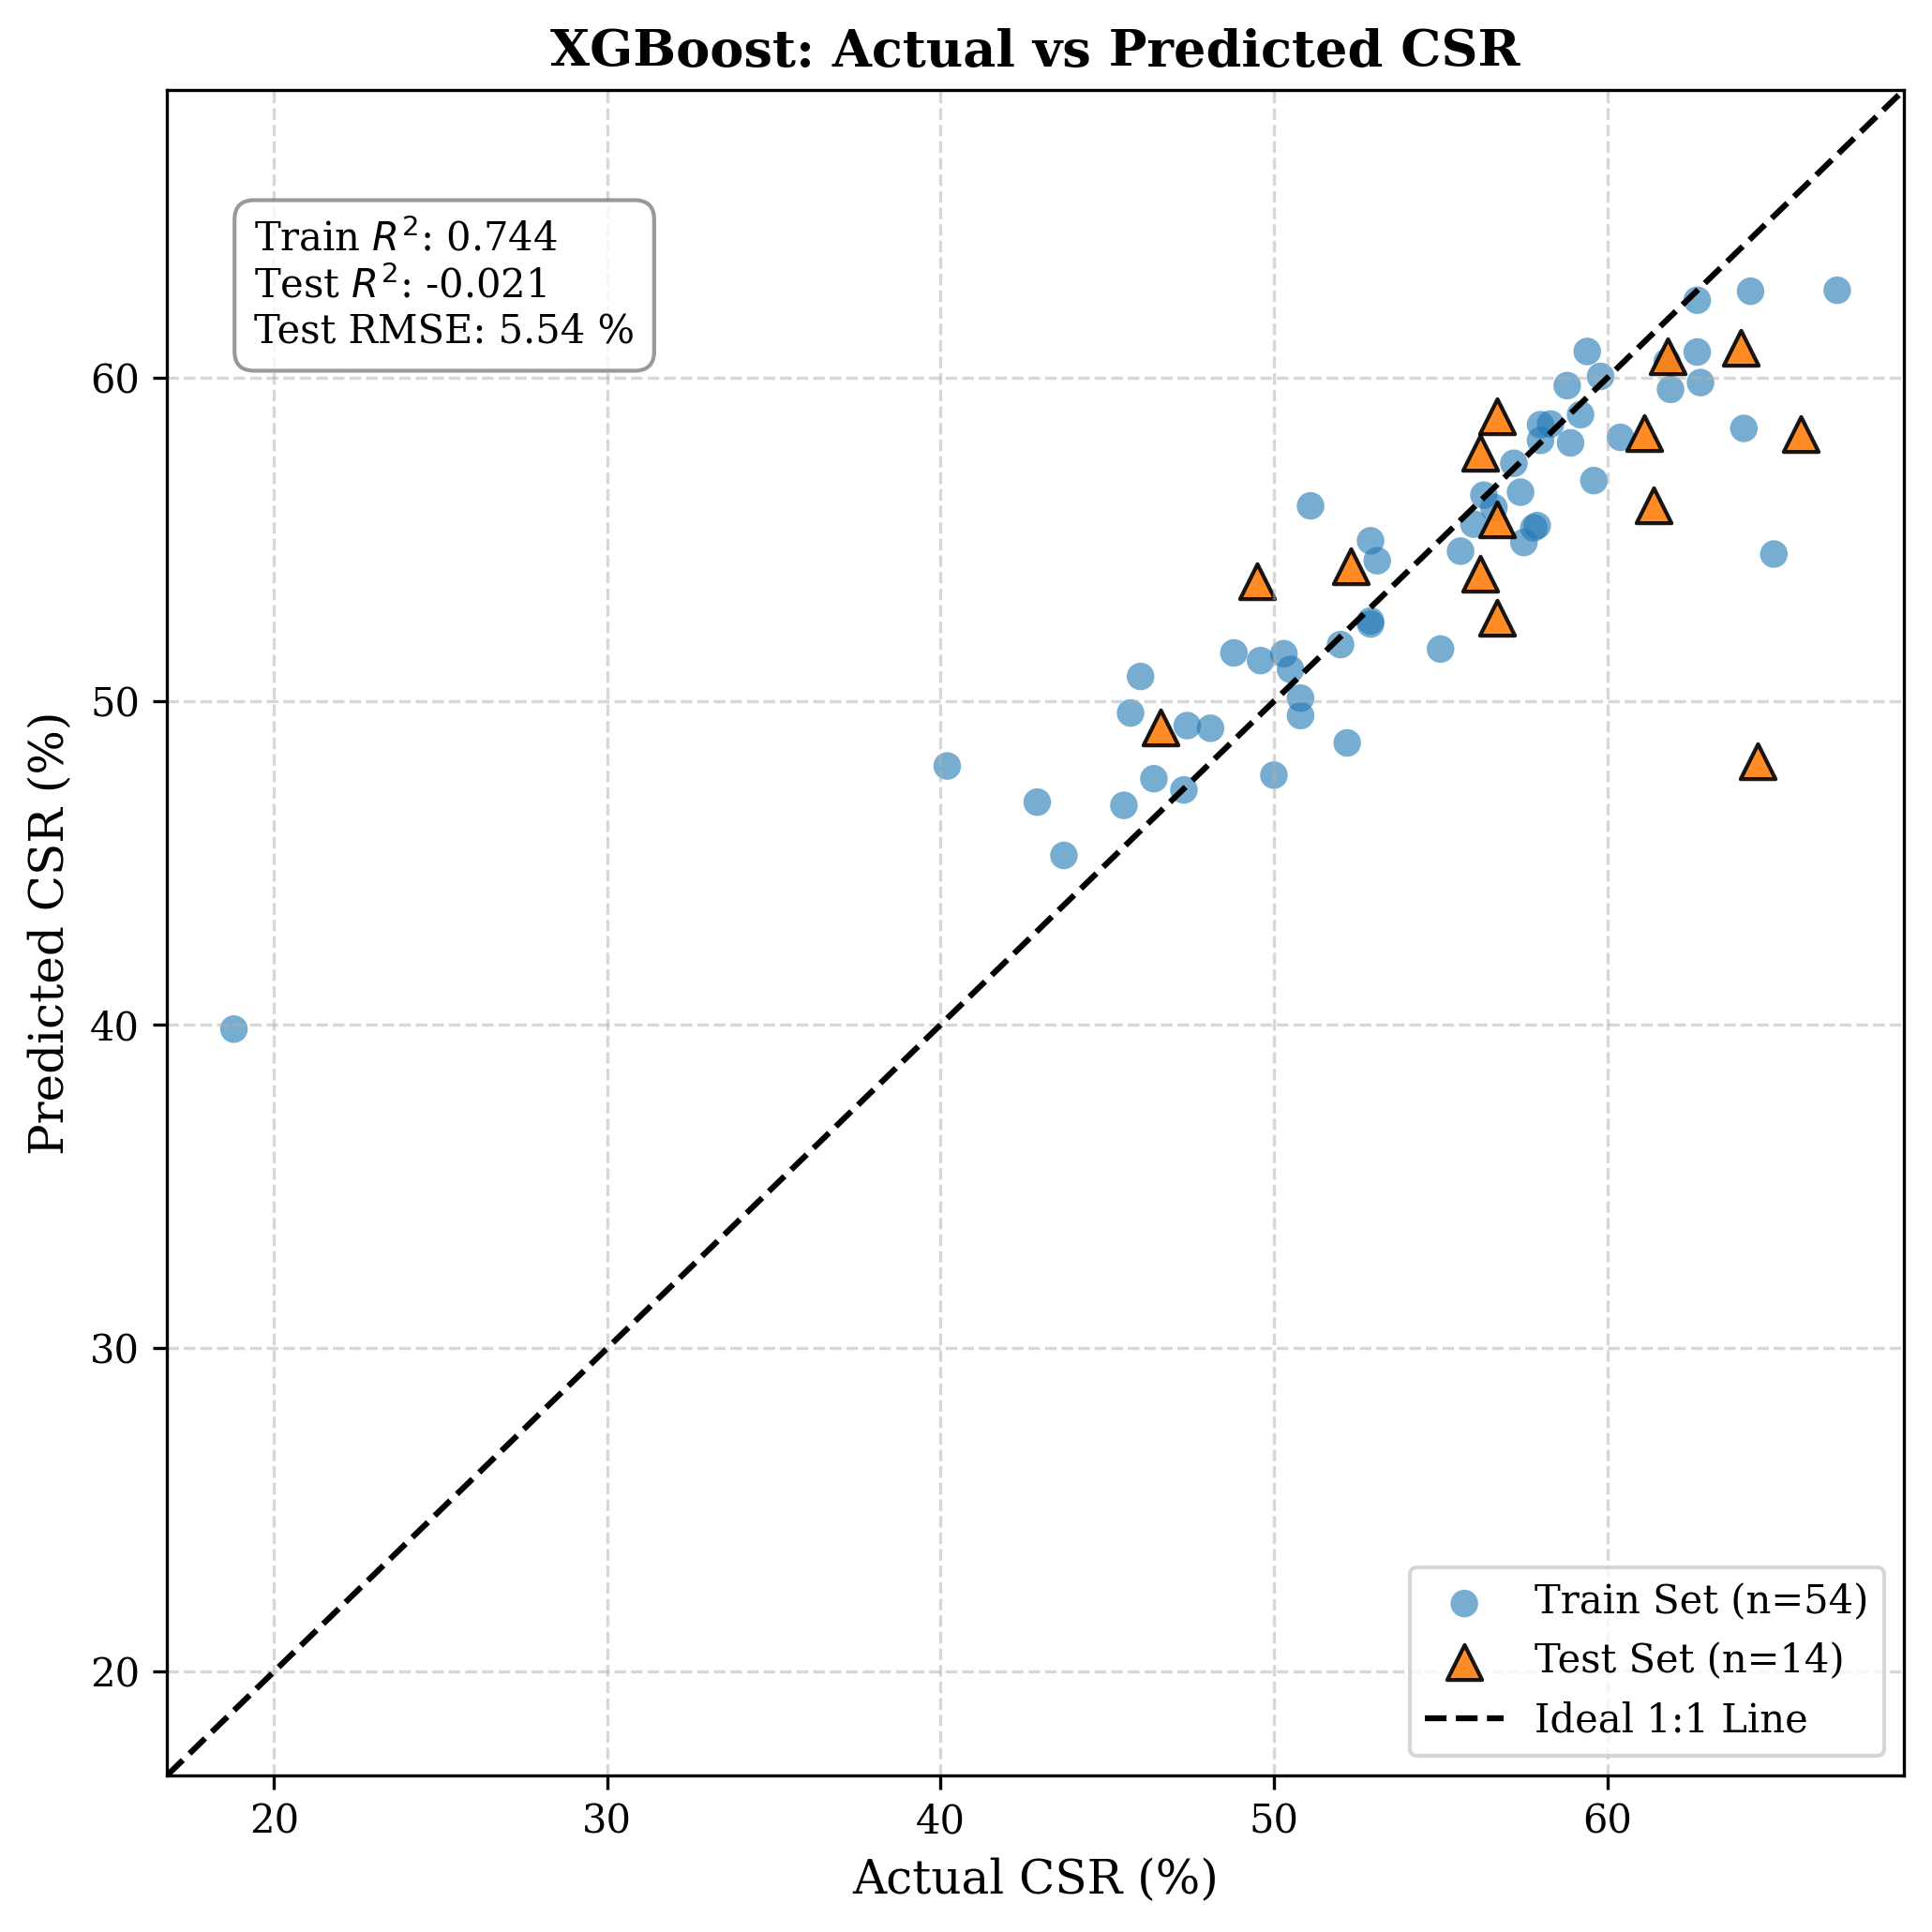 XGBoost: Actual vs Predicted CSR
Train R²: 0.744
Test R²: -0.021
Test RMSE: 5.54 %
Predicted CSR (%)
60
50
40
30
20
Train Set (n=54)
Test Set (n=14)
Ideal 1:1 Line
20 30 40 50 60
Actual CSR (%)